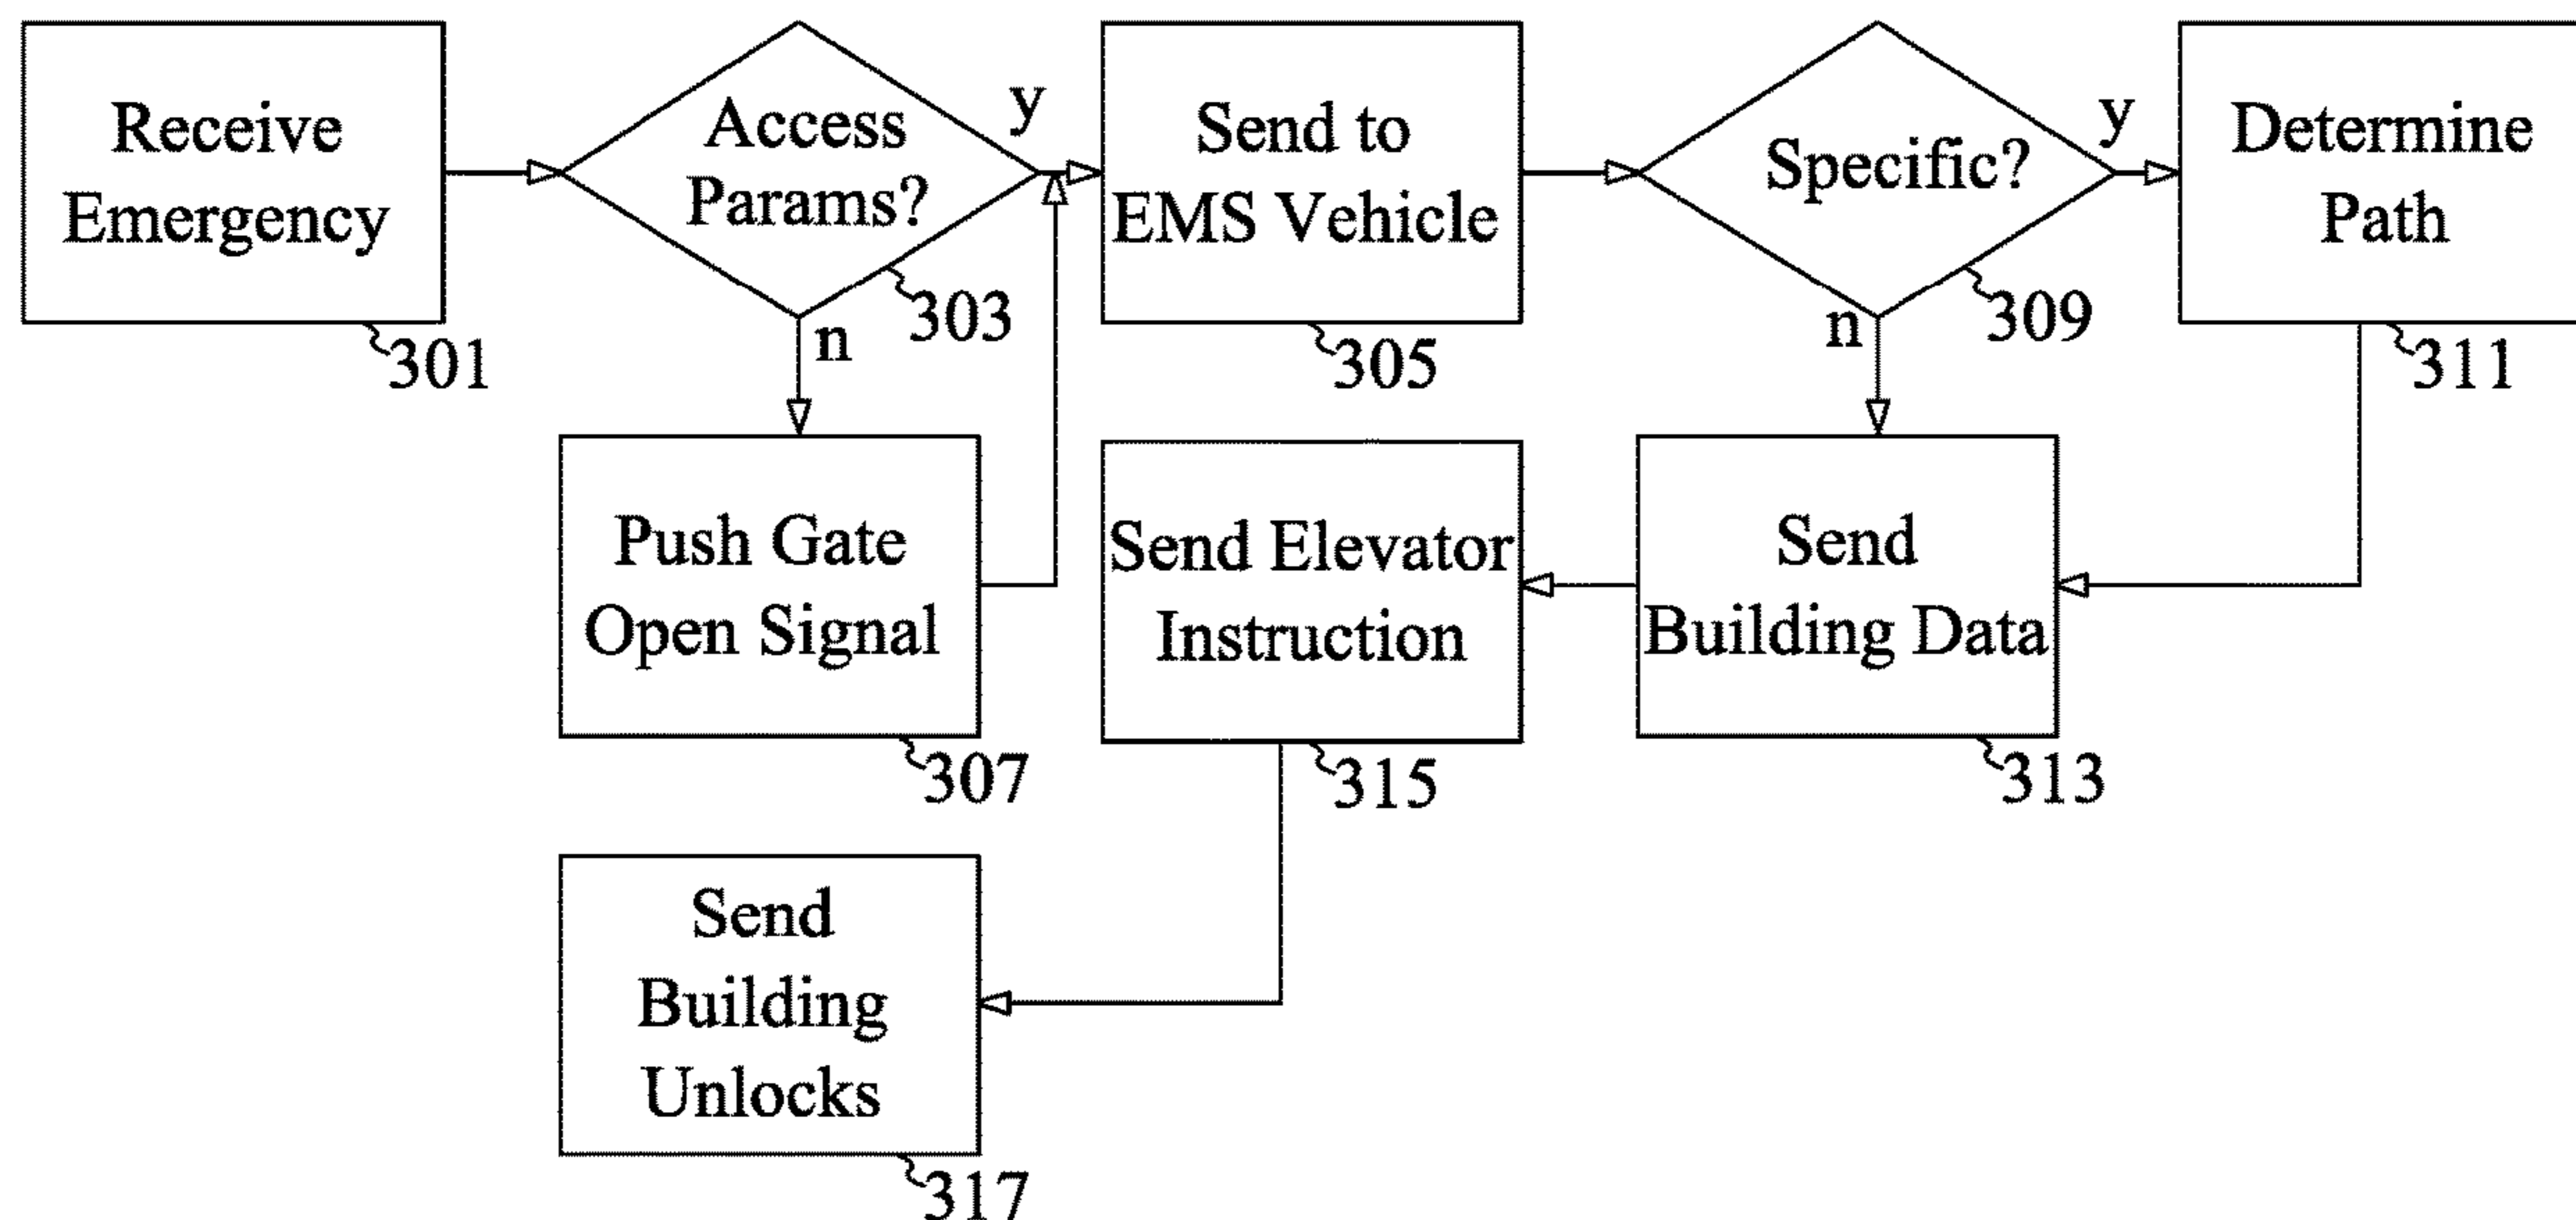 Receive
Emergency
301
Access
Params?
y
n
303
Send to
EMS Vehicle
305
Specific?
y
n
309
Determine
Path
311
Push Gate
Open Signal
307
Send Elevator
Instruction
315
Send
Building Data
313
Send
Building
Unlocks
317